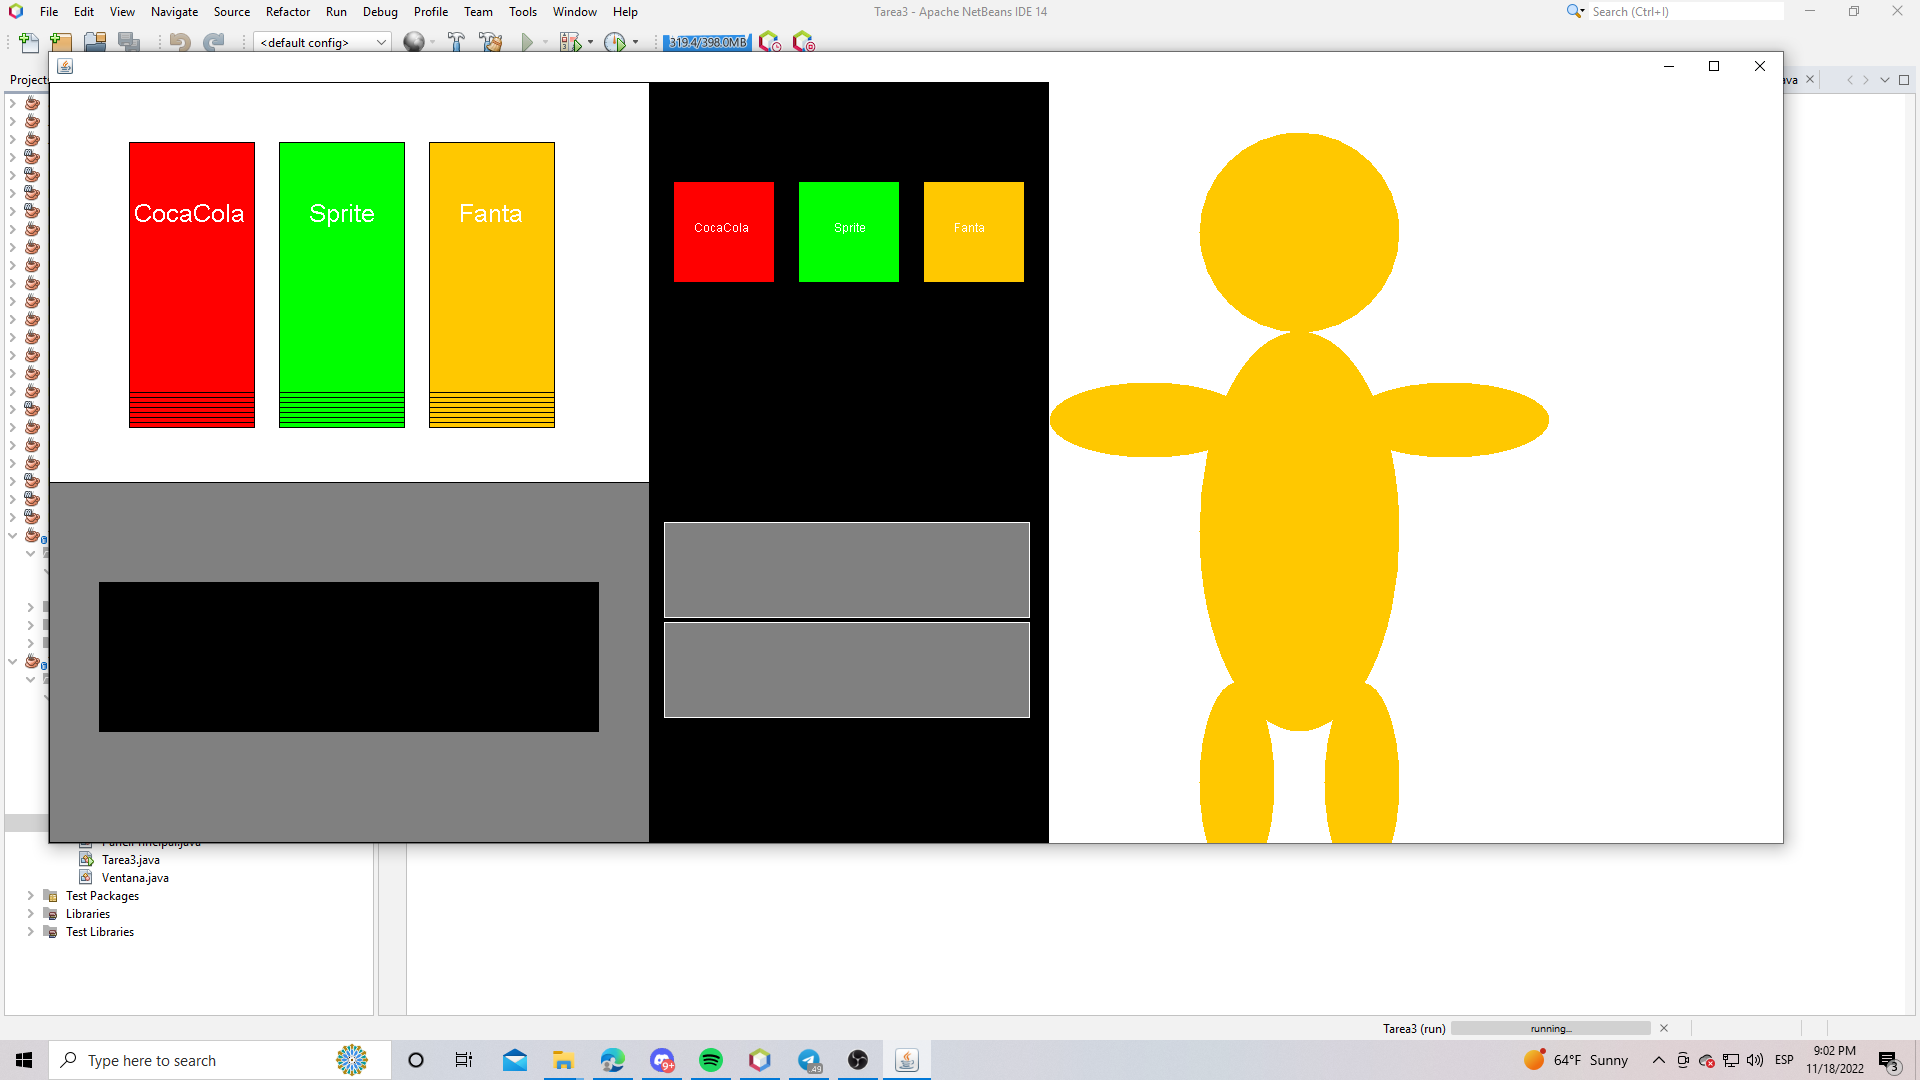 File Edit View Navigate Source Refactor Run Debug Profile Team Tools Window Help
Tarea3 - Apache NetBeans IDE 14
Search (Ctrl+I)
<default config>
319.4/398.0MB
CocaCola
Sprite
Fanta
CocaCola
Sprite
Fanta
Tarea3.java
Ventana.java
Test Packages
Libraries
Test Libraries
Tarea3 (run)
running...
Type here to search
9+
49
64°F Sunny
ESP
9:02 PM
11/18/2022
3